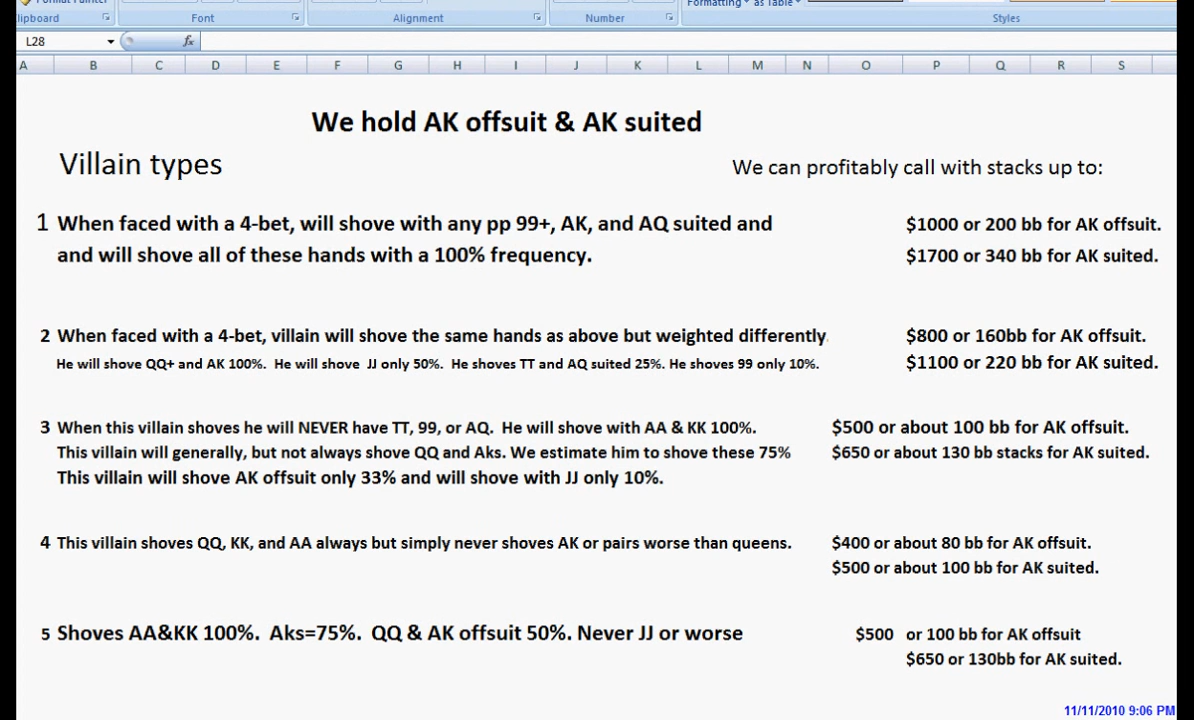 Format Painter
Formatting as Table
lipboard Font Alignment Number Styles
L28 fx
A B C D E F G H I J K L M N O P Q R S
We hold AK offsuit & AK suited
Villain types We can profitably call with stacks up to:
1 When faced with a 4-bet, will shove with any pp 99+, AK, and AQ suited and $1000 or 200 bb for AK offsuit.
and will shove all of these hands with a 100% frequency. $1700 or 340 bb for AK suited.
2 When faced with a 4-bet, villain will shove the same hands as above but weighted differently. $800 or 160bb for AK offsuit.
He will shove QQ+ and AK 100%. He will shove JJ only 50%. He shoves TT and AQ suited 25%. He shoves 99 only 10%. $1100 or 220 bb for AK suited.
3 When this villain shoves he will NEVER have TT, 99, or AQ. He will shove with AA & KK 100%. $500 or about 100 bb for AK offsuit.
This villain will generally, but not always shove QQ and Aks. We estimate him to shove these 75% $650 or about 130 bb stacks for AK suited.
This villain will shove AK offsuit only 33% and will shove with JJ only 10%.
4 This villain shoves QQ, KK, and AA always but simply never shoves AK or pairs worse than queens. $400 or about 80 bb for AK offsuit.
$500 or about 100 bb for AK suited.
5 Shoves AA&KK 100%. Aks=75%. QQ & AK offsuit 50%. Never JJ or worse $500 or 100 bb for AK offsuit
$650 or 130bb for AK suited.
11/11/2010 9:06 PM